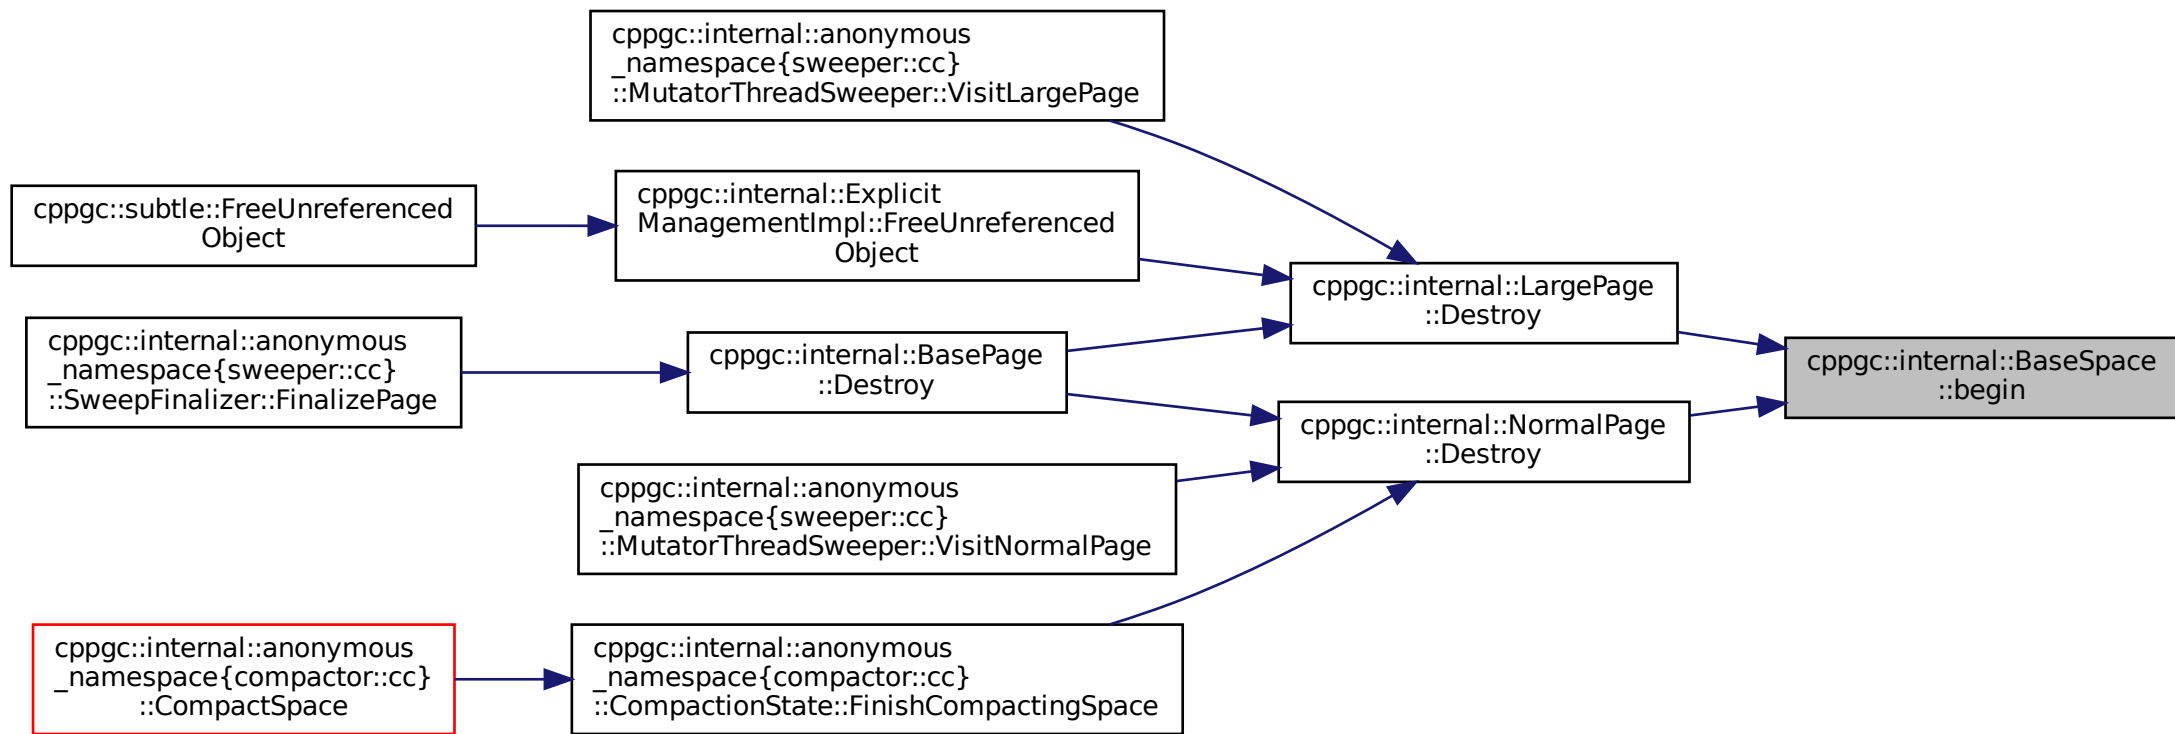 cppgc::internal::anonymous
_namespace{sweeper::cc}
::MutatorThreadSweeper::VisitLargePage
cppgc::subtle::FreeUnreferenced
Object
cppgc::internal::Explicit
ManagementImpl::FreeUnreferenced
Object
cppgc::internal::LargePage
::Destroy
cppgc::internal::anonymous
_namespace{sweeper::cc}
::SweepFinalizer::FinalizePage
cppgc::internal::BasePage
::Destroy
cppgc::internal::BaseSpace
::begin
cppgc::internal::NormalPage
::Destroy
cppgc::internal::anonymous
_namespace{sweeper::cc}
::MutatorThreadSweeper::VisitNormalPage
cppgc::internal::anonymous
_namespace{compactor::cc}
::CompactSpace
cppgc::internal::anonymous
_namespace{compactor::cc}
::CompactionState::FinishCompactingSpace